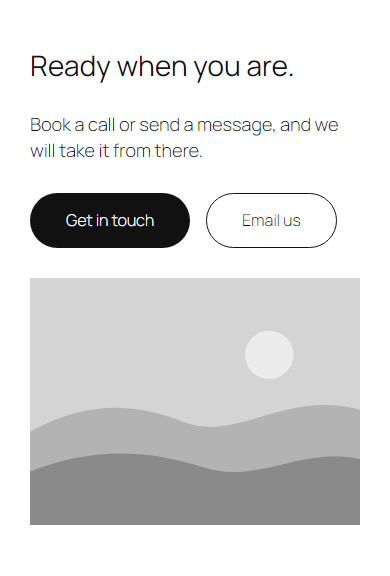 Ready when you are.
Book a call or send a message, and we
will take it from there.
Get in touch
Email us